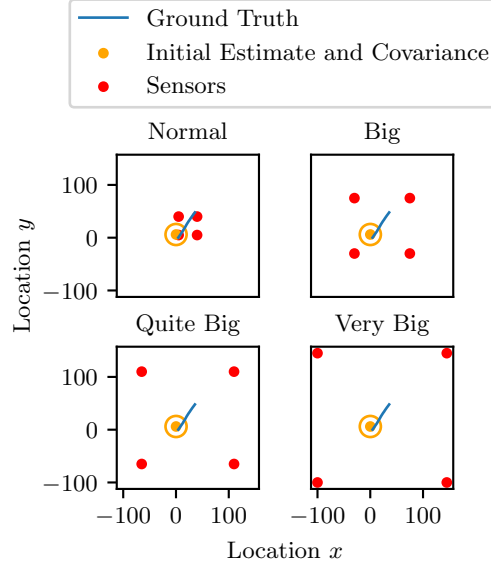 Ground Truth
Initial Estimate and Covariance
Sensors
Normal
Big
100
0
−100
Location y
Quite Big
Very Big
100
0
−100
−100 0 100
−100 0 100
Location x